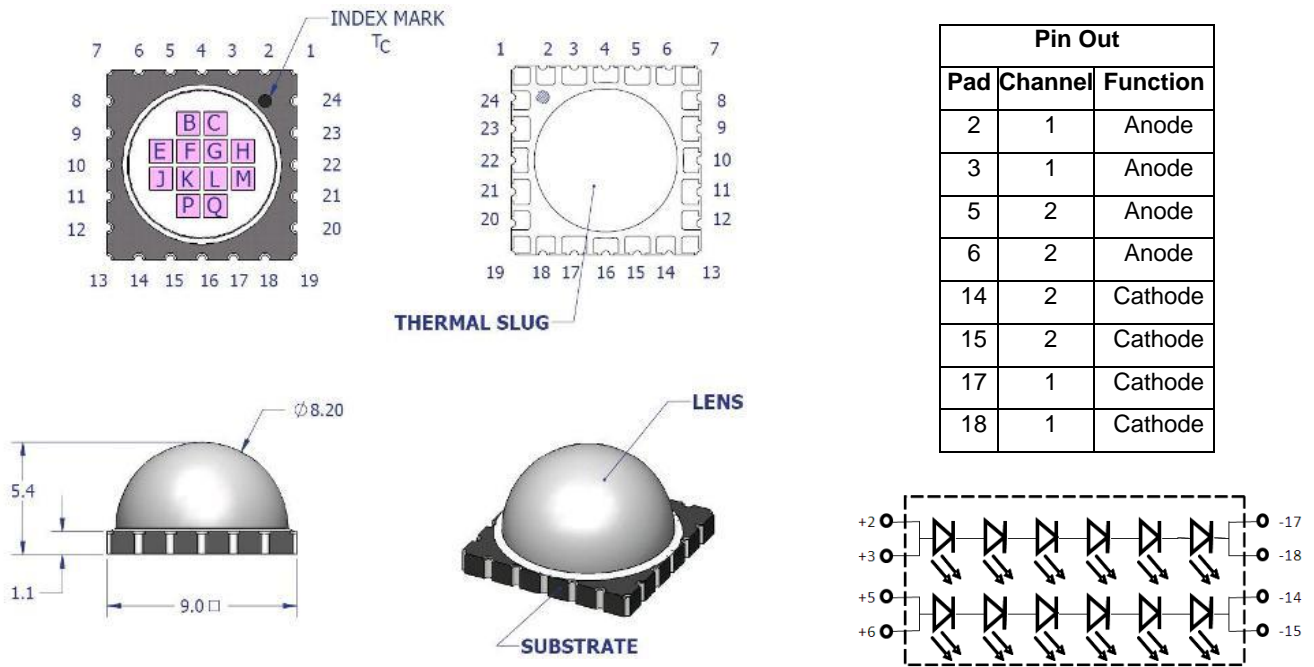 INDEX MARK
TC
7 6 5 4 3 2 1
8 24
9 23
10 22
11 21
12 20
13 14 15 16 17 18 19
B C
E F G H
J K L M
P Q
1 2 3 4 5 6 7
24 8
23 9
22 10
21 11
20 12
19 18 17 16 15 14 13
THERMAL SLUG
Pin Out
Pad Channel Function
2 1 Anode
3 1 Anode
5 2 Anode
6 2 Anode
14 2 Cathode
15 2 Cathode
17 1 Cathode
18 1 Cathode
∅8.20
5.4
1.1
9.0 □
LENS
SUBSTRATE
+2 -17
+3 -18
+5 -14
+6 -15